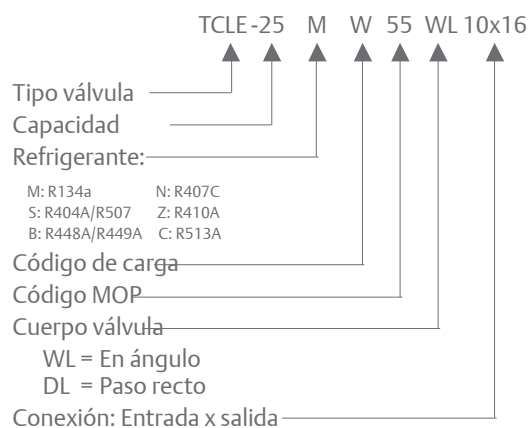 TCLE-25 M W 55 WL 10x16
Tipo válvula
Capacidad
Refrigerante:
M: R134a N: R407C
S: R404A/R507 Z: R410A
B: R448A/R449A C: R513A
Código de carga
Código MOP
Cuerpo válvula
WL = En ángulo
DL = Paso recto
Conexión: Entrada x salida